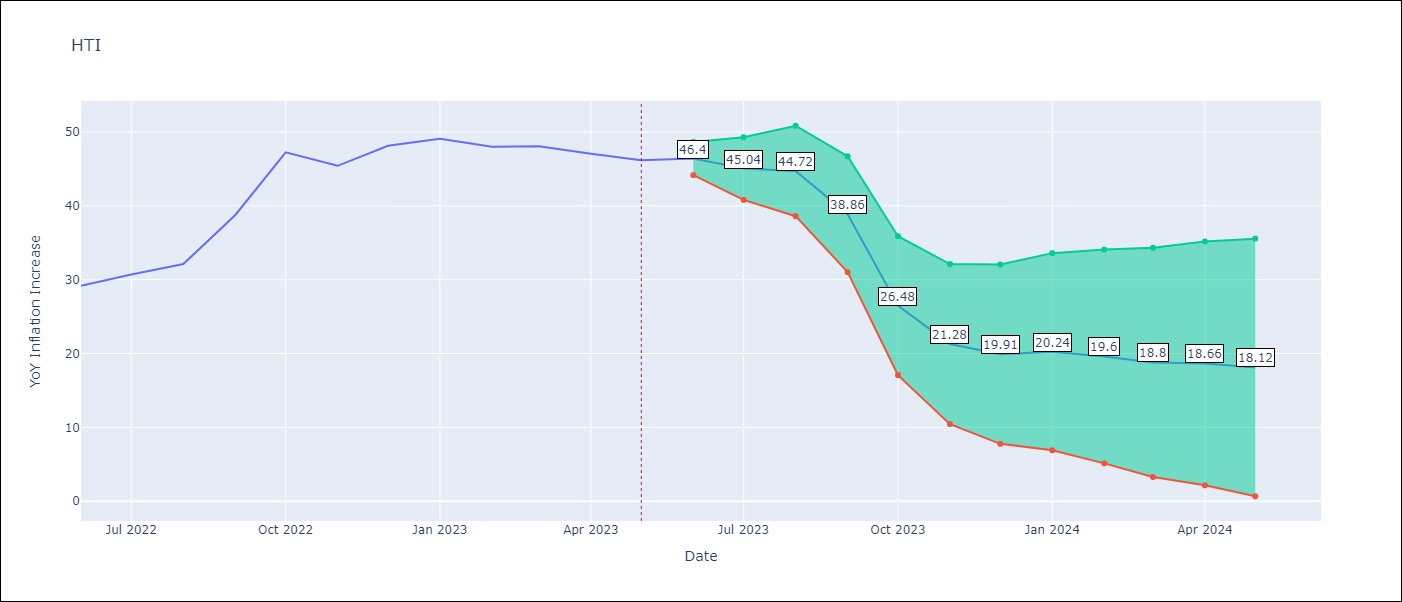 HTI
YoY Inflation Increase
50
40
30
20
10
0
46.4
45.04
44.72
38.86
26.48
21.28
19.91
20.24
19.6
18.8
18.66
18.12
Jul 2022
Oct 2022
Jan 2023
Apr 2023
Jul 2023
Oct 2023
Jan 2024
Apr 2024
Date